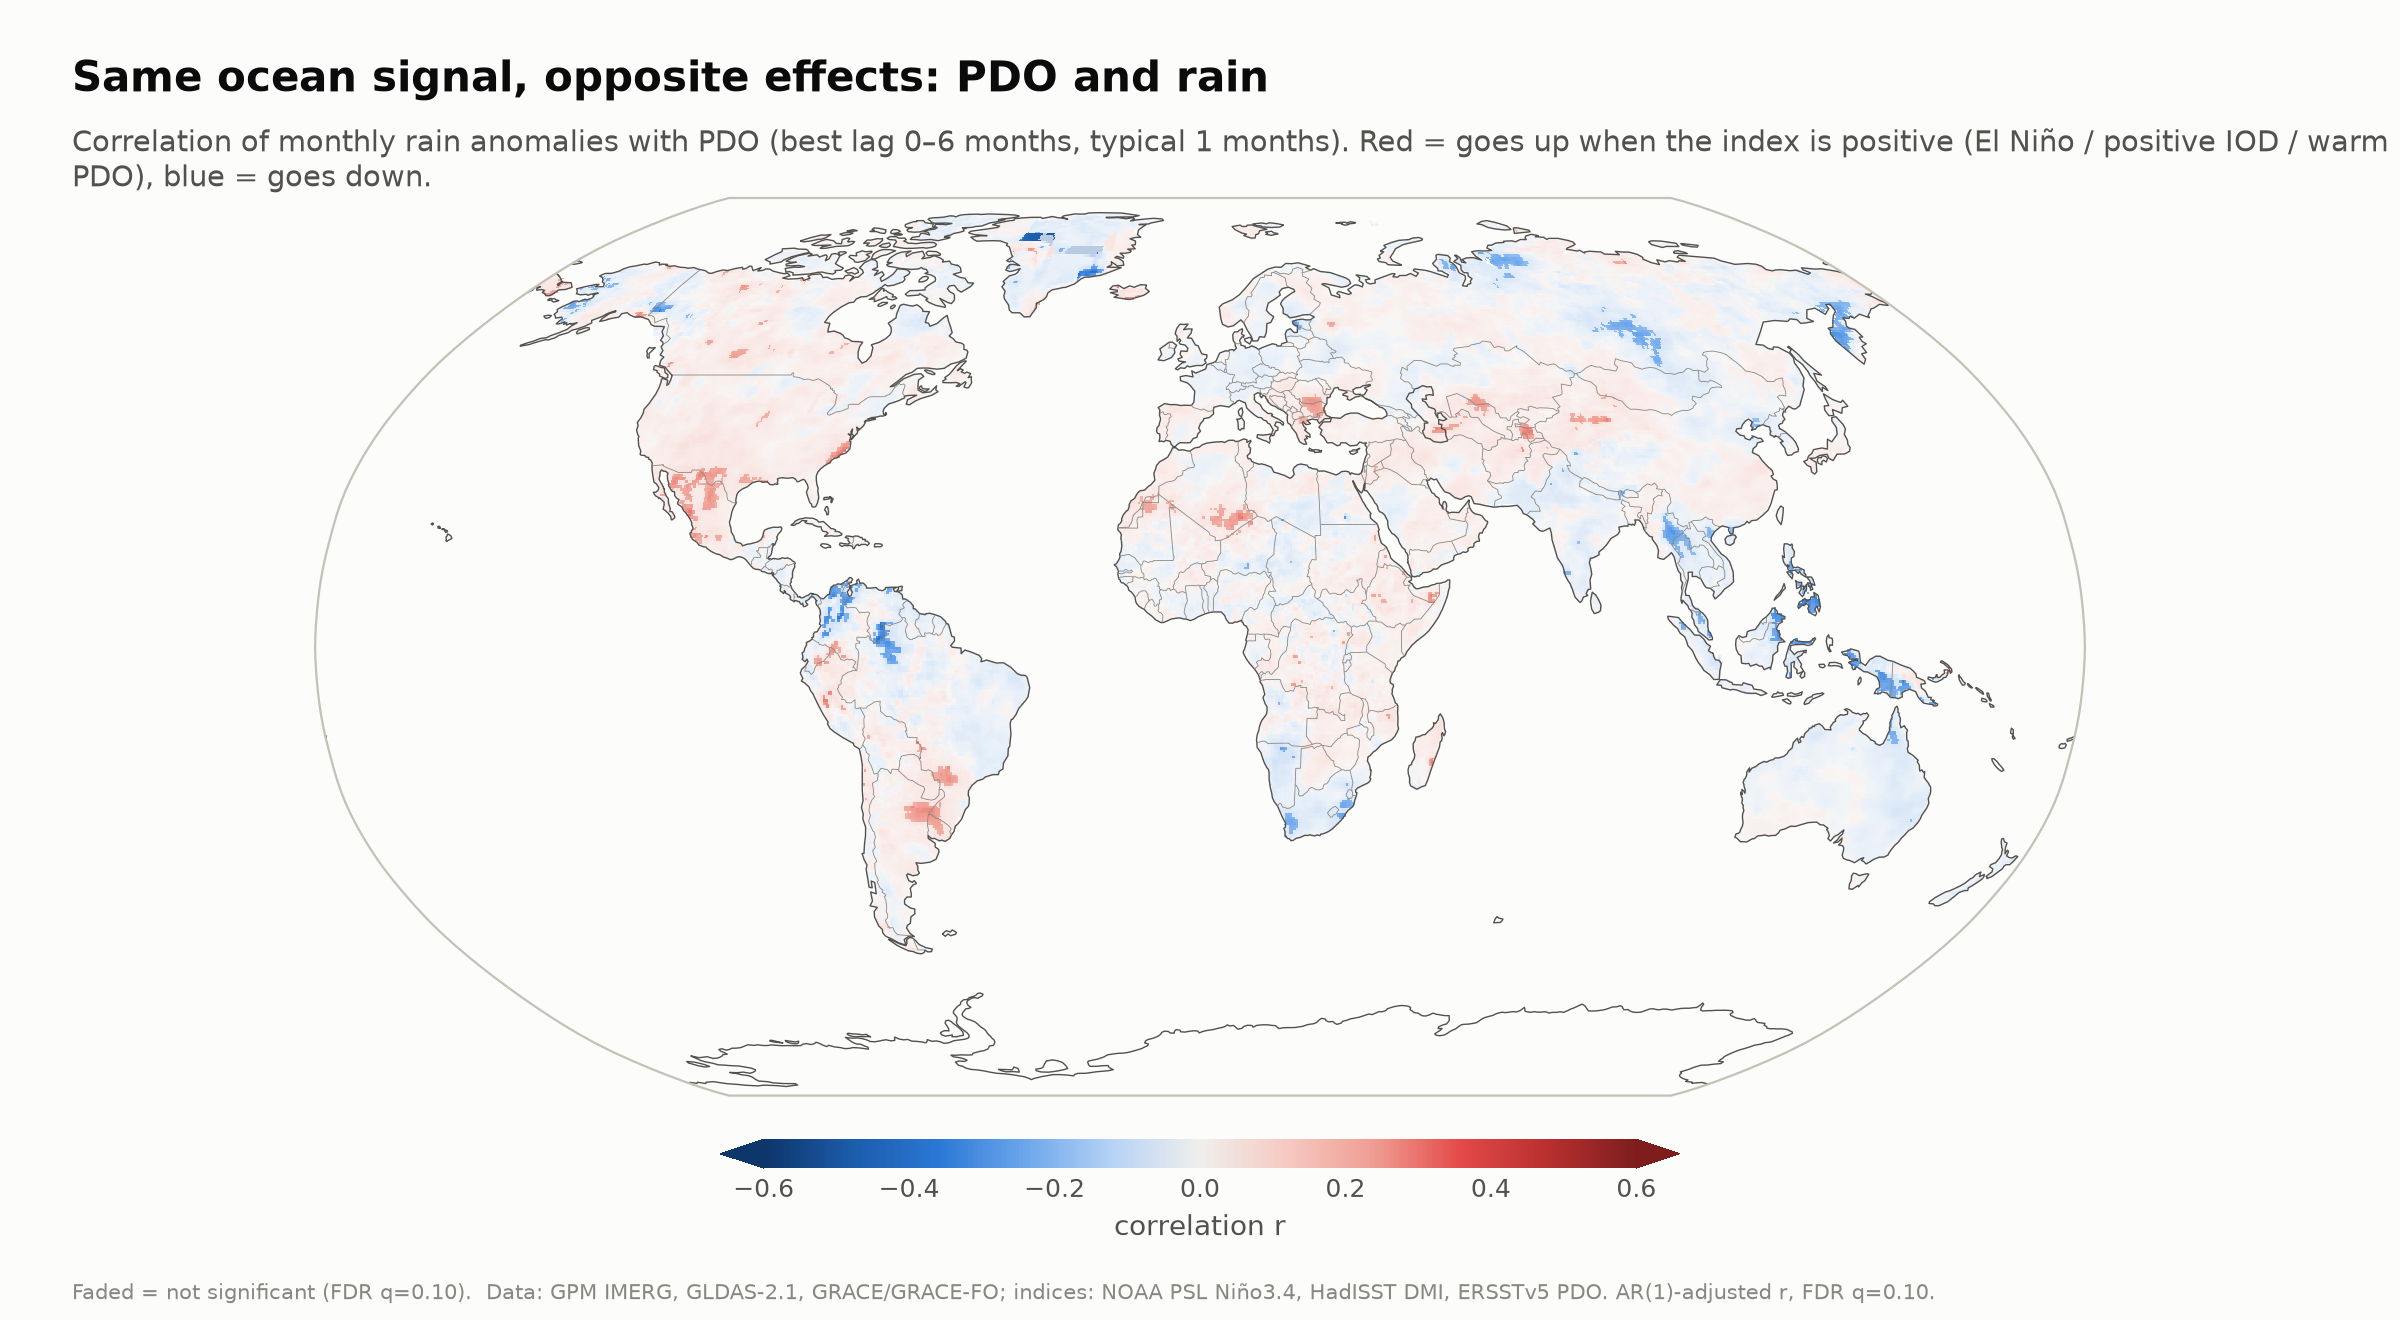 Same ocean signal, opposite effects: PDO and rain
Correlation of monthly rain anomalies with PDO (best lag 0–6 months, typical 1 months). Red = goes up when the index is positive (El Niño / positive IOD / warm
PDO), blue = goes down.
−0.6 −0.4 −0.2 0.0 0.2 0.4 0.6
correlation r
Faded = not significant (FDR q=0.10).  Data: GPM IMERG, GLDAS-2.1, GRACE/GRACE-FO; indices: NOAA PSL Niño3.4, HadISST DMI, ERSSTv5 PDO. AR(1)-adjusted r, FDR q=0.10.